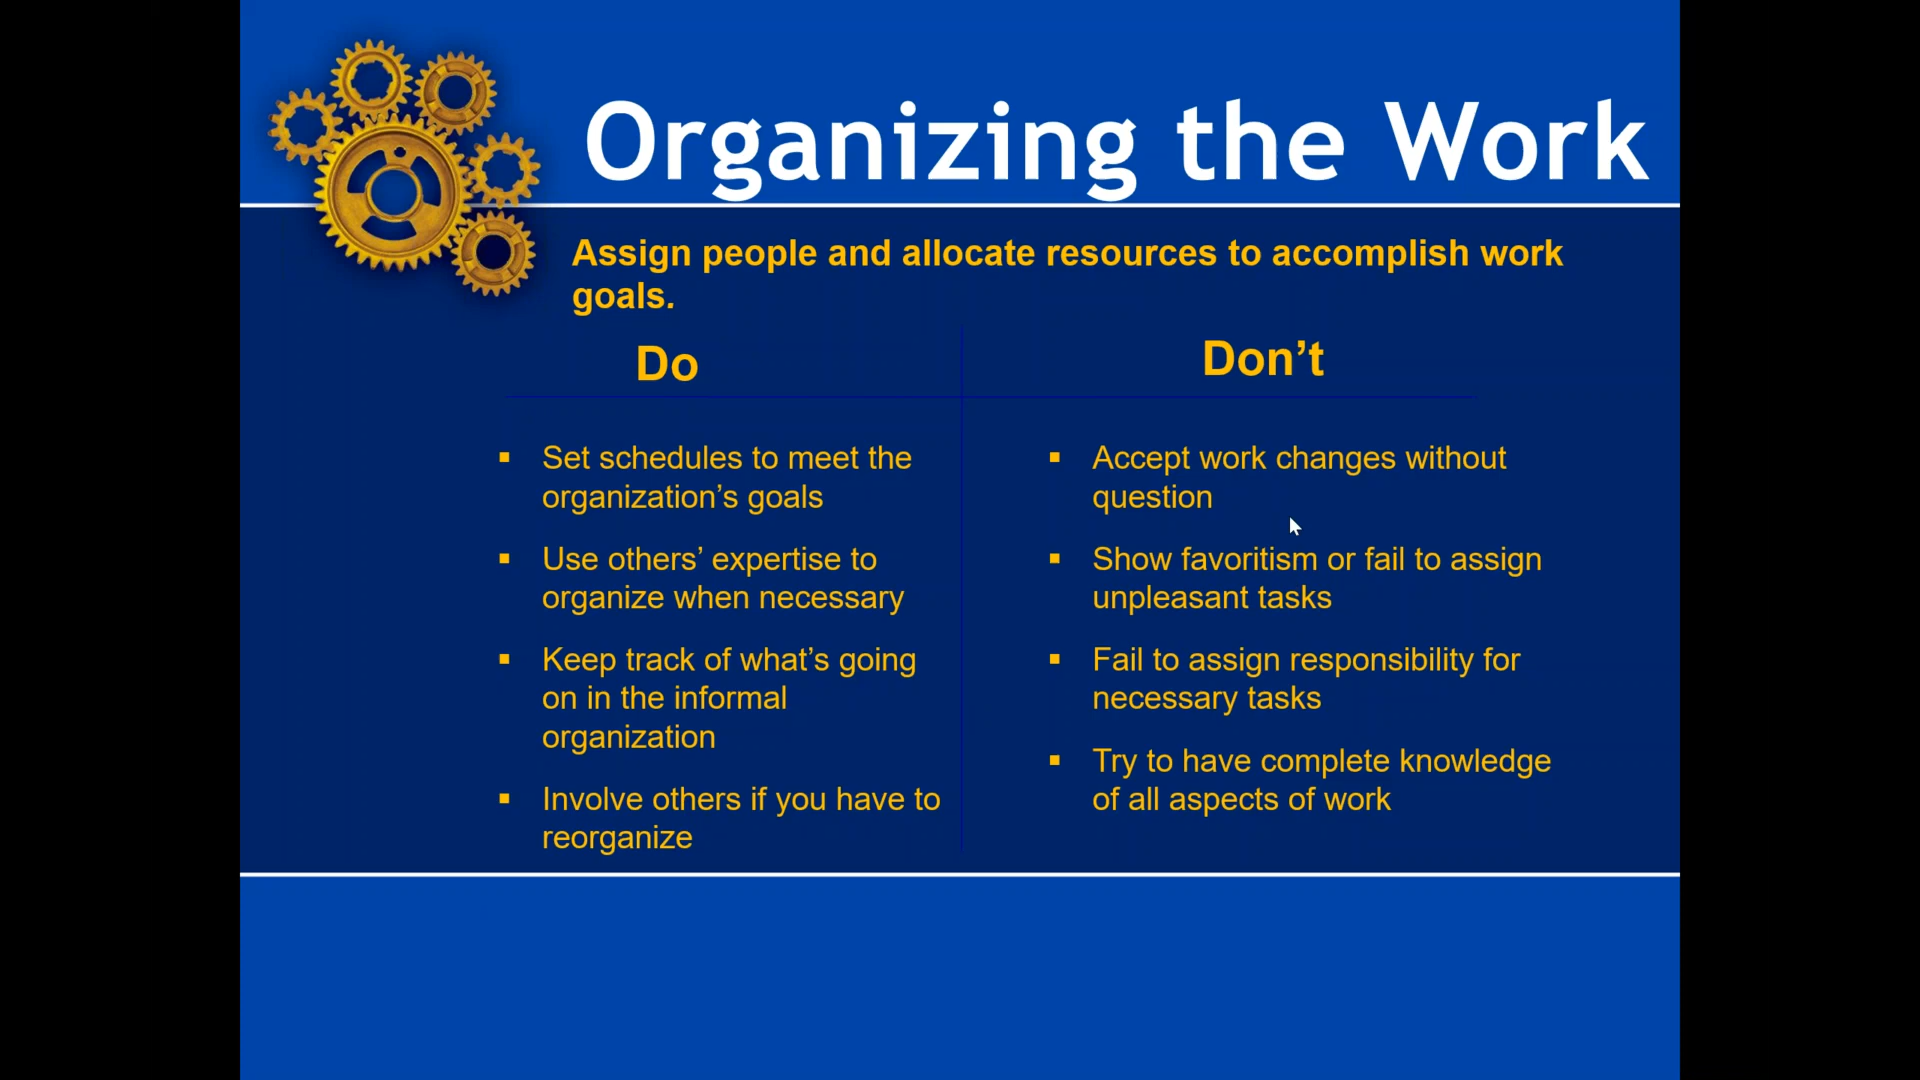 Organizing the Work
Assign people and allocate resources to accomplish work
goals.
Do
Don’t
▪ Set schedules to meet the
organization’s goals
▪ Use others’ expertise to
organize when necessary
▪ Keep track of what’s going
on in the informal
organization
▪ Involve others if you have to
reorganize
▪ Accept work changes without
question
▪ Show favoritism or fail to assign
unpleasant tasks
▪ Fail to assign responsibility for
necessary tasks
▪ Try to have complete knowledge
of all aspects of work